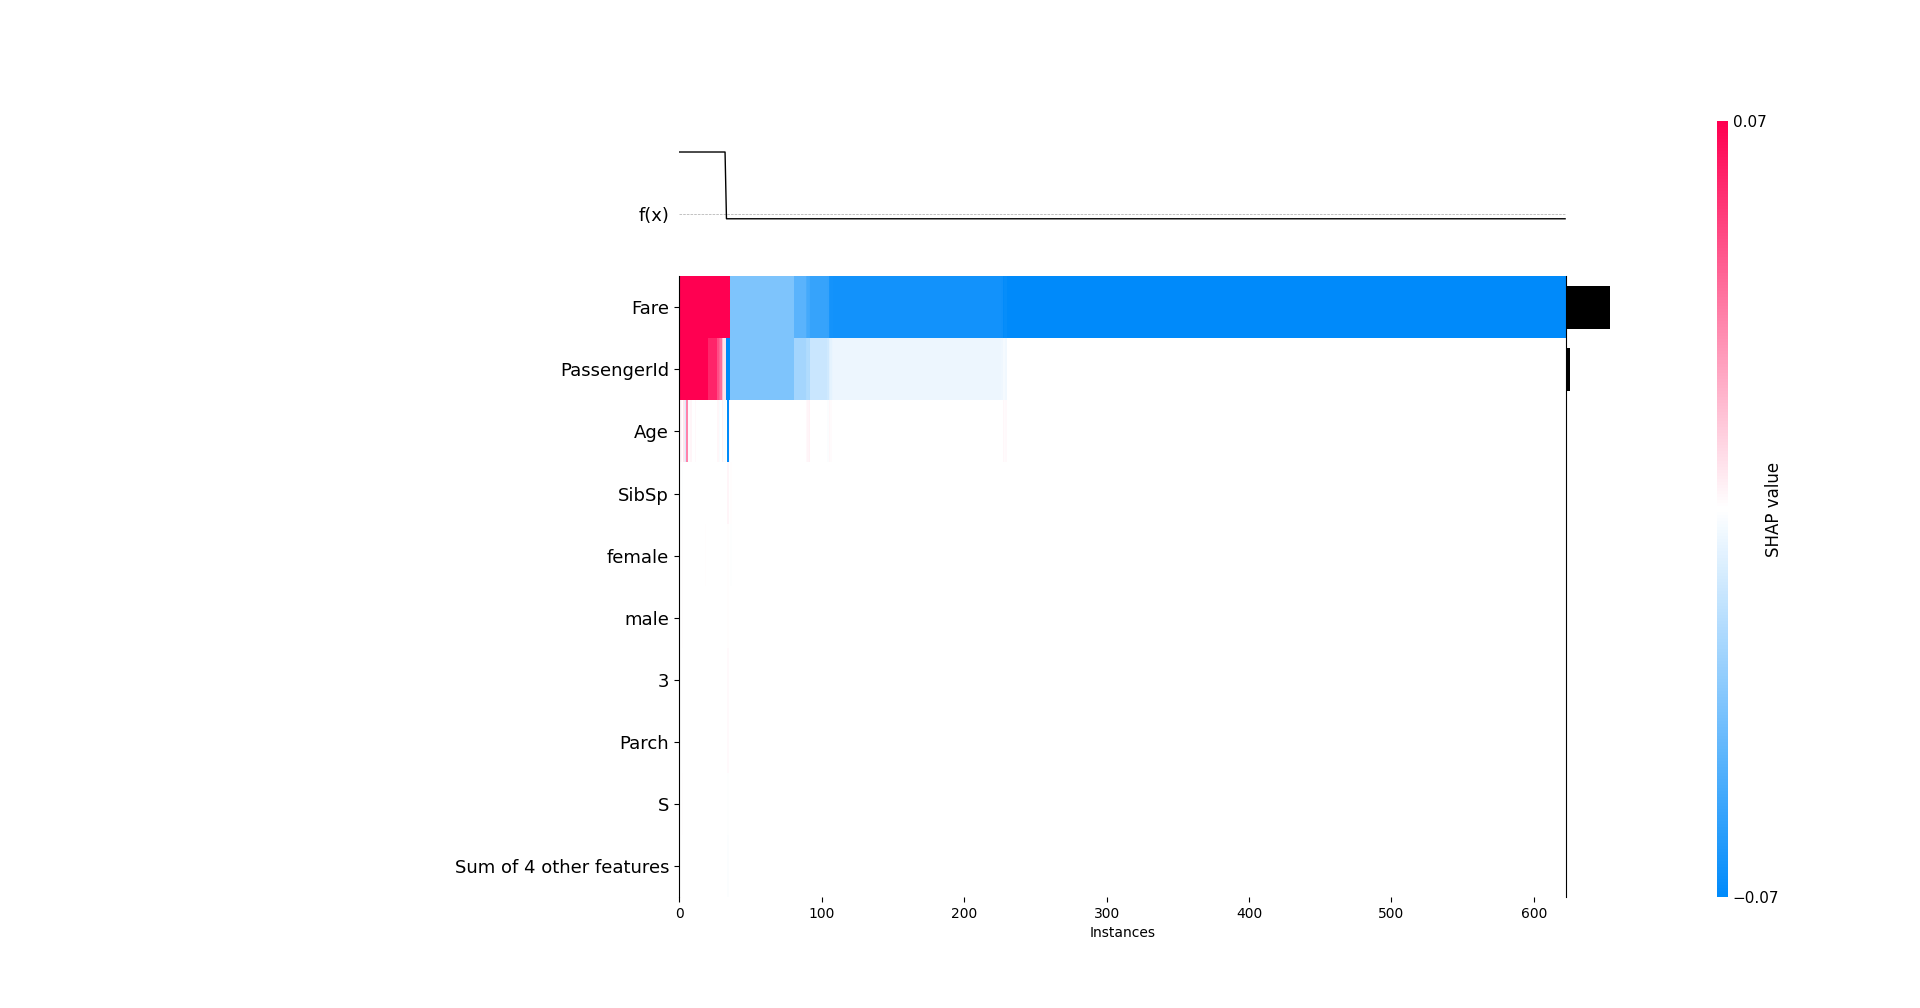 0.07
f(x)
Fare
PassengerId
Age
SibSp
SHAP value
female
male
3
Parch
S
Sum of 4 other features
−0.07
0 100 200 300 400 500 600
Instances